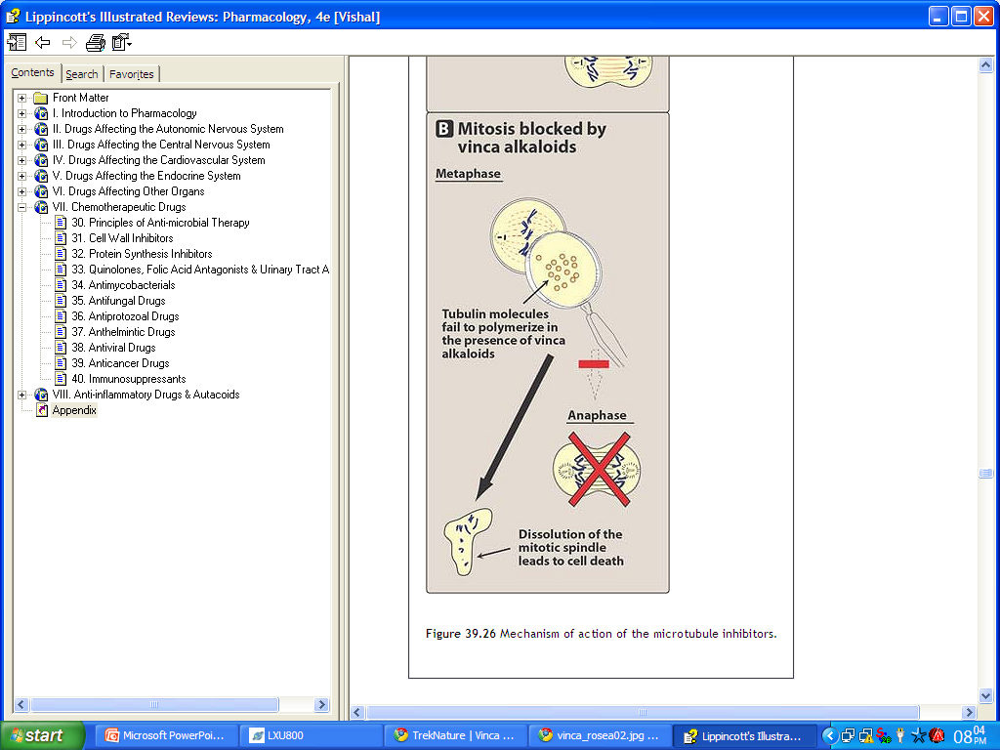 Lippincott's Illustrated Reviews: Pharmacology, 4e [Vishal]
Contents Search Favorites
Front Matter
I. Introduction to Pharmacology
II. Drugs Affecting the Autonomic Nervous System
III. Drugs Affecting the Central Nervous System
IV. Drugs Affecting the Cardiovascular System
V. Drugs Affecting the Endocrine System
VI. Drugs Affecting Other Organs
VII. Chemotherapeutic Drugs
30. Principles of Anti-microbial Therapy
31. Cell Wall Inhibitors
32. Protein Synthesis Inhibitors
33. Quinolones, Folic Acid Antagonists & Urinary Tract A
34. Antimycobacterials
35. Antifungal Drugs
36. Antiprotozoal Drugs
37. Anthelmintic Drugs
38. Antiviral Drugs
39. Anticancer Drugs
40. Immunosuppressants
VIII. Anti-inflammatory Drugs & Autacoids
Appendix
B Mitosis blocked by
vinca alkaloids
Metaphase
Tubulin molecules
fail to polymerize in
the presence of vinca
alkaloids
Anaphase
Dissolution of the
mitotic spindle
leads to cell death
Figure 39.26 Mechanism of action of the microtubule inhibitors.
start
Microsoft PowerPoi...
LXU800
TrekNature | Vinca ...
vinca_rosea02.jpg ...
Lippincott's Illustra...
08 04 PM